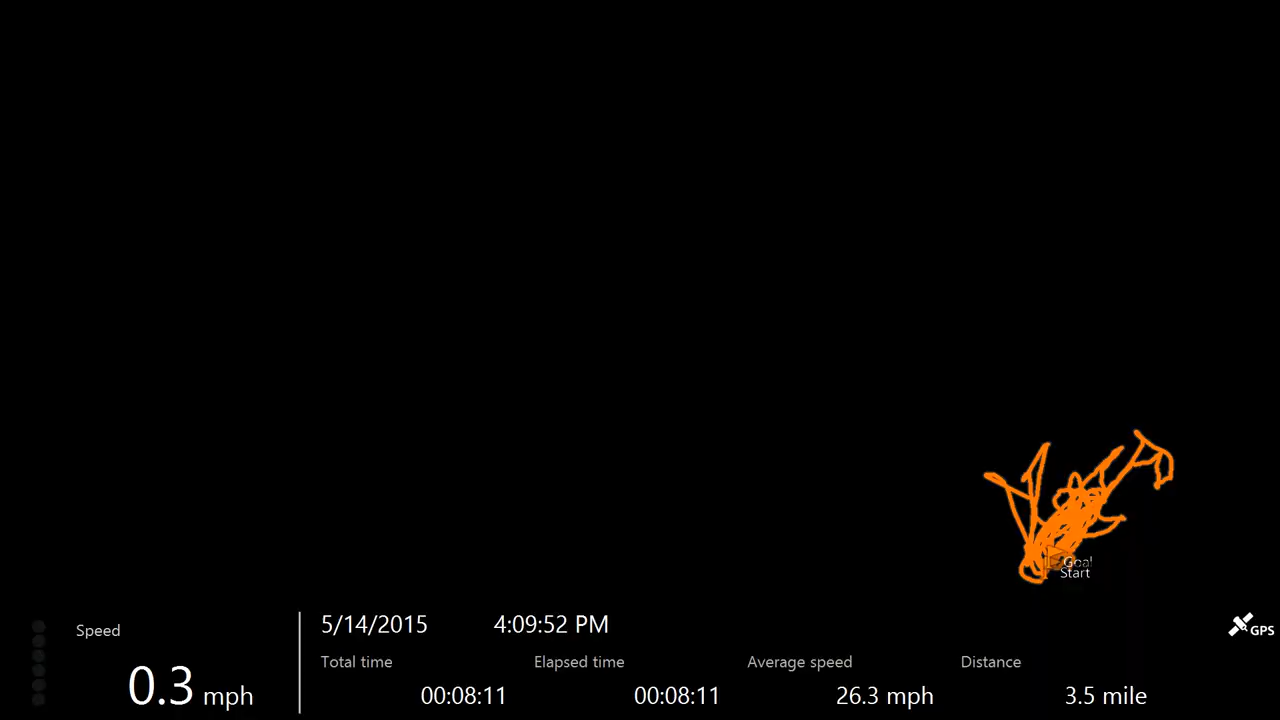 Goal
Start
5/14/2015 4:09:52 PM
Speed
GPS
Total time Elapsed time Average speed Distance
0.3 mph
00:08:11 00:08:11 26.3 mph 3.5 mile